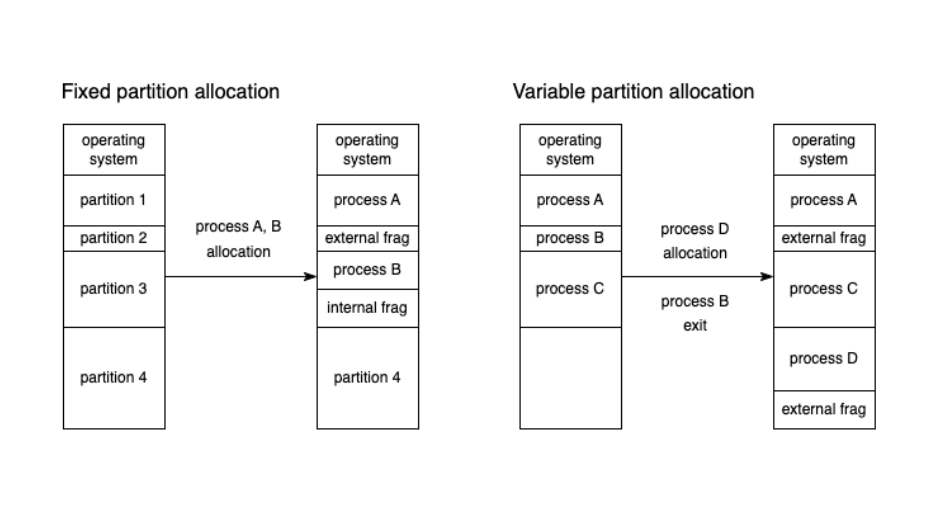 Fixed partition allocation
operating
system
partition 1
partition 2
partition 3
partition 4
process A, B
allocation
operating
system
process A
external frag
process B
internal frag
partition 4
Variable partition allocation
operating
system
process A
process B
process C
process D
allocation
process B
exit
operating
system
process A
external frag
process C
process D
external frag